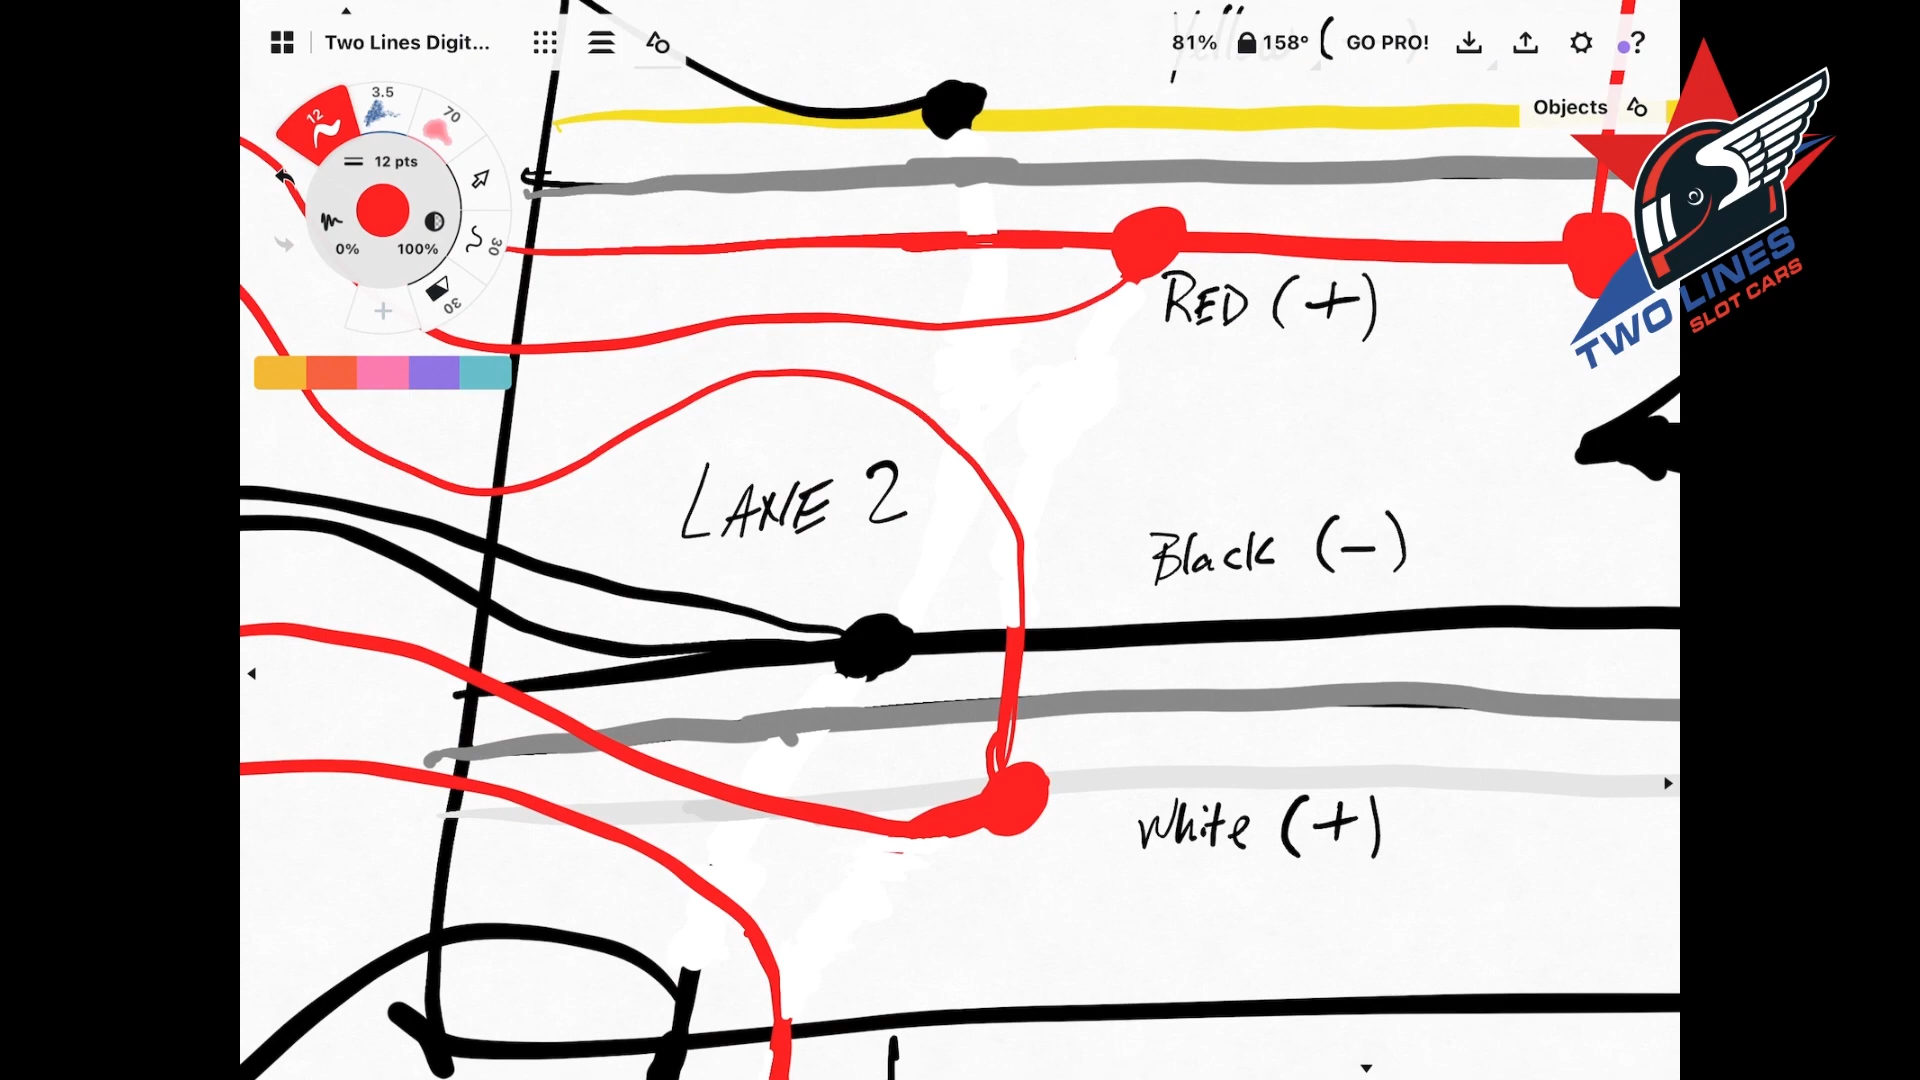 Two Lines Digit...
81% 158° GO PRO! ?
Objects
12 3.5 70
12 pts
0% 100%
30
30
RED (+)
LANE 2
Black (-)
White (+)
TWO LINES
SLOT CARS